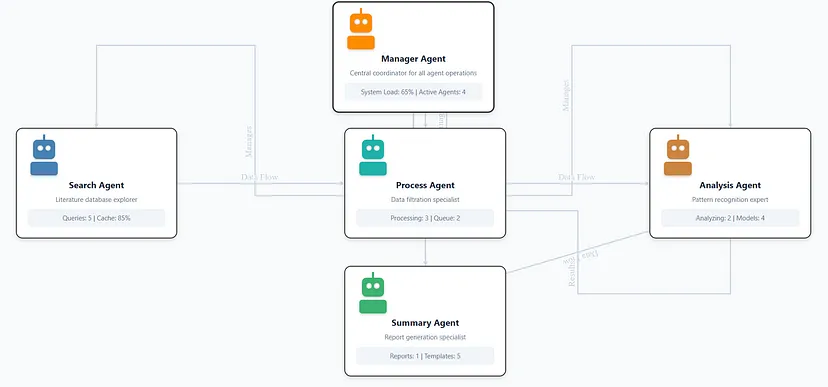 Manager Agent
Central coordinator for all agent operations
System Load: 65% | Active Agents: 4
Manager
Manager
Search Agent
Literature database explorer
Queries: 5 | Cache: 85%
Data Flow
Process Agent
Data filtration specialist
Processing: 3 | Queue: 2
Data Flow
Analysis Agent
Pattern recognition expert
Analyzing: 2 | Models: 4
Data Flow
Summary Agent
Report generation specialist
Reports: 1 | Templates: 5